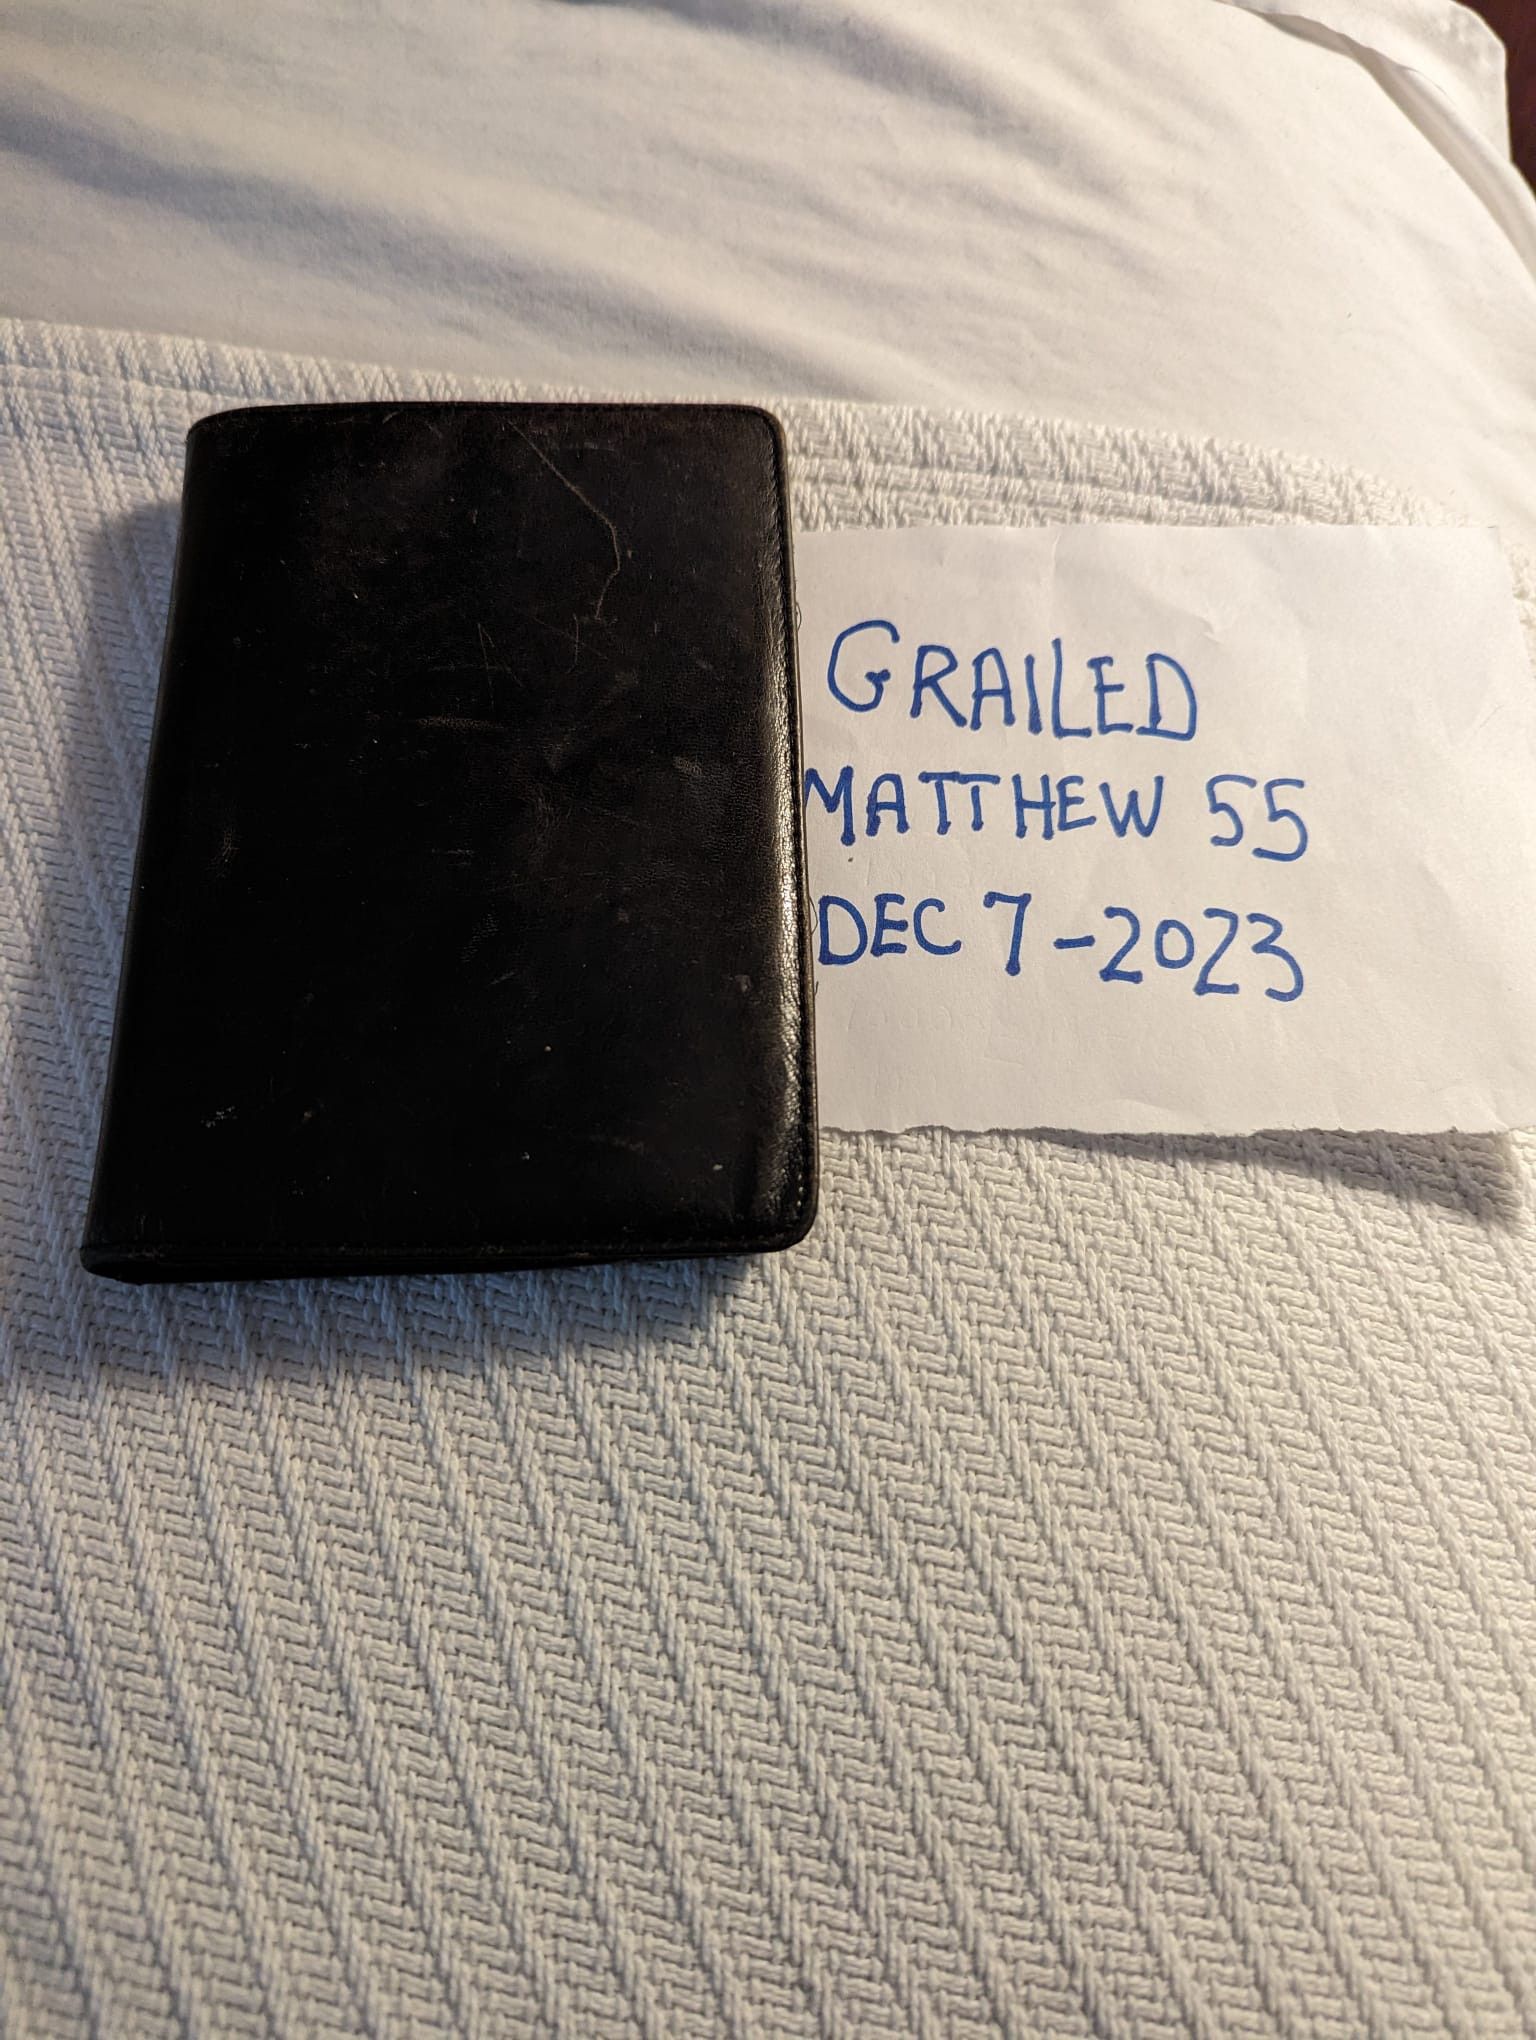 GRAILED
MATTHEW 55
DEC 7-2023